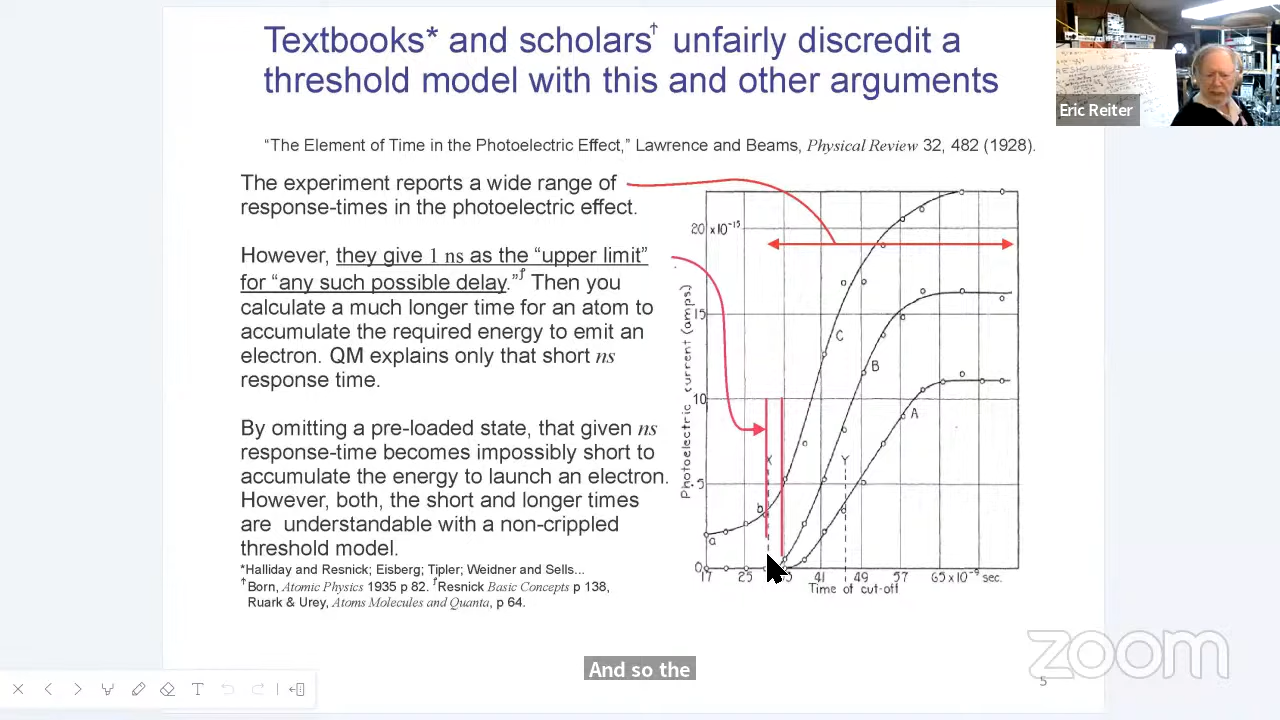 Textbooks* and scholars† unfairly discredit a
threshold model with this and other arguments
Eric Reiter
“The Element of Time in the Photoelectric Effect,” Lawrence and Beams, Physical Review 32, 482 (1928).
The experiment reports a wide range of
response-times in the photoelectric effect.
However, they give 1 ns as the “upper limit”
for “any such possible delay.”ƒ Then you
calculate a much longer time for an atom to
accumulate the required energy to emit an
electron. QM explains only that short ns
response time.
By omitting a pre-loaded state, that given ns
response-time becomes impossibly short to
accumulate the energy to launch an electron.
However, both, the short and longer times
are understandable with a non-crippled
threshold model.
*Halliday and Resnick; Eisberg; Tipler; Weidner and Sells...
†Born, Atomic Physics 1935 p 82. ƒResnick Basic Concepts p 138,
Ruark & Urey, Atoms Molecules and Quanta, p 64.
Photoelectric current (amps)
20 x10⁻¹⁵
15
10
5
0
C
B
A
X
Y
b
a
17 25 41 49 57 65 x10⁻⁹ sec.
Time of cut-off
zoom
5
And so the
T